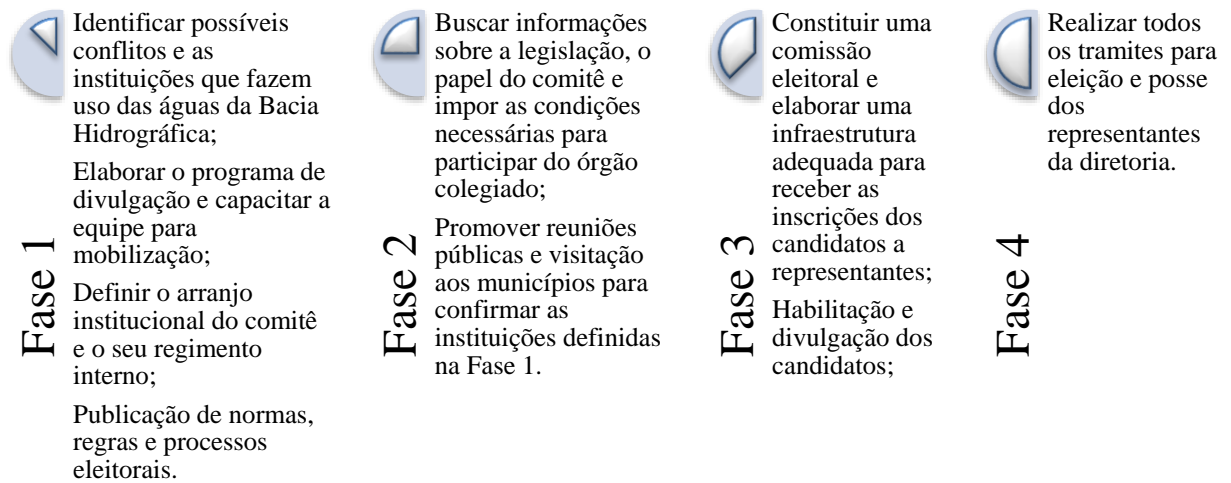 Fase 1
Identificar possíveis
conflitos e as
instituições que fazem
uso das águas da Bacia
Hidrográfica;
Elaborar o programa de
divulgação e capacitar a
equipe para
mobilização;
Definir o arranjo
institucional do comitê
e o seu regimento
interno;
Publicação de normas,
regras e processos
eleitorais.
Fase 2
Buscar informações
sobre a legislação, o
papel do comitê e
impor as condições
necessárias para
participar do órgão
colegiado;
Promover reuniões
públicas e visitação
aos municípios para
confirmar as
instituições definidas
na Fase 1.
Fase 3
Constituir uma
comissão
eleitoral e
elaborar uma
infraestrutura
adequada para
receber as
inscrições dos
candidatos a
representantes;
Habilitação e
divulgação dos
candidatos;
Fase 4
Realizar todos
os tramites para
eleição e posse
dos
representantes
da diretoria.